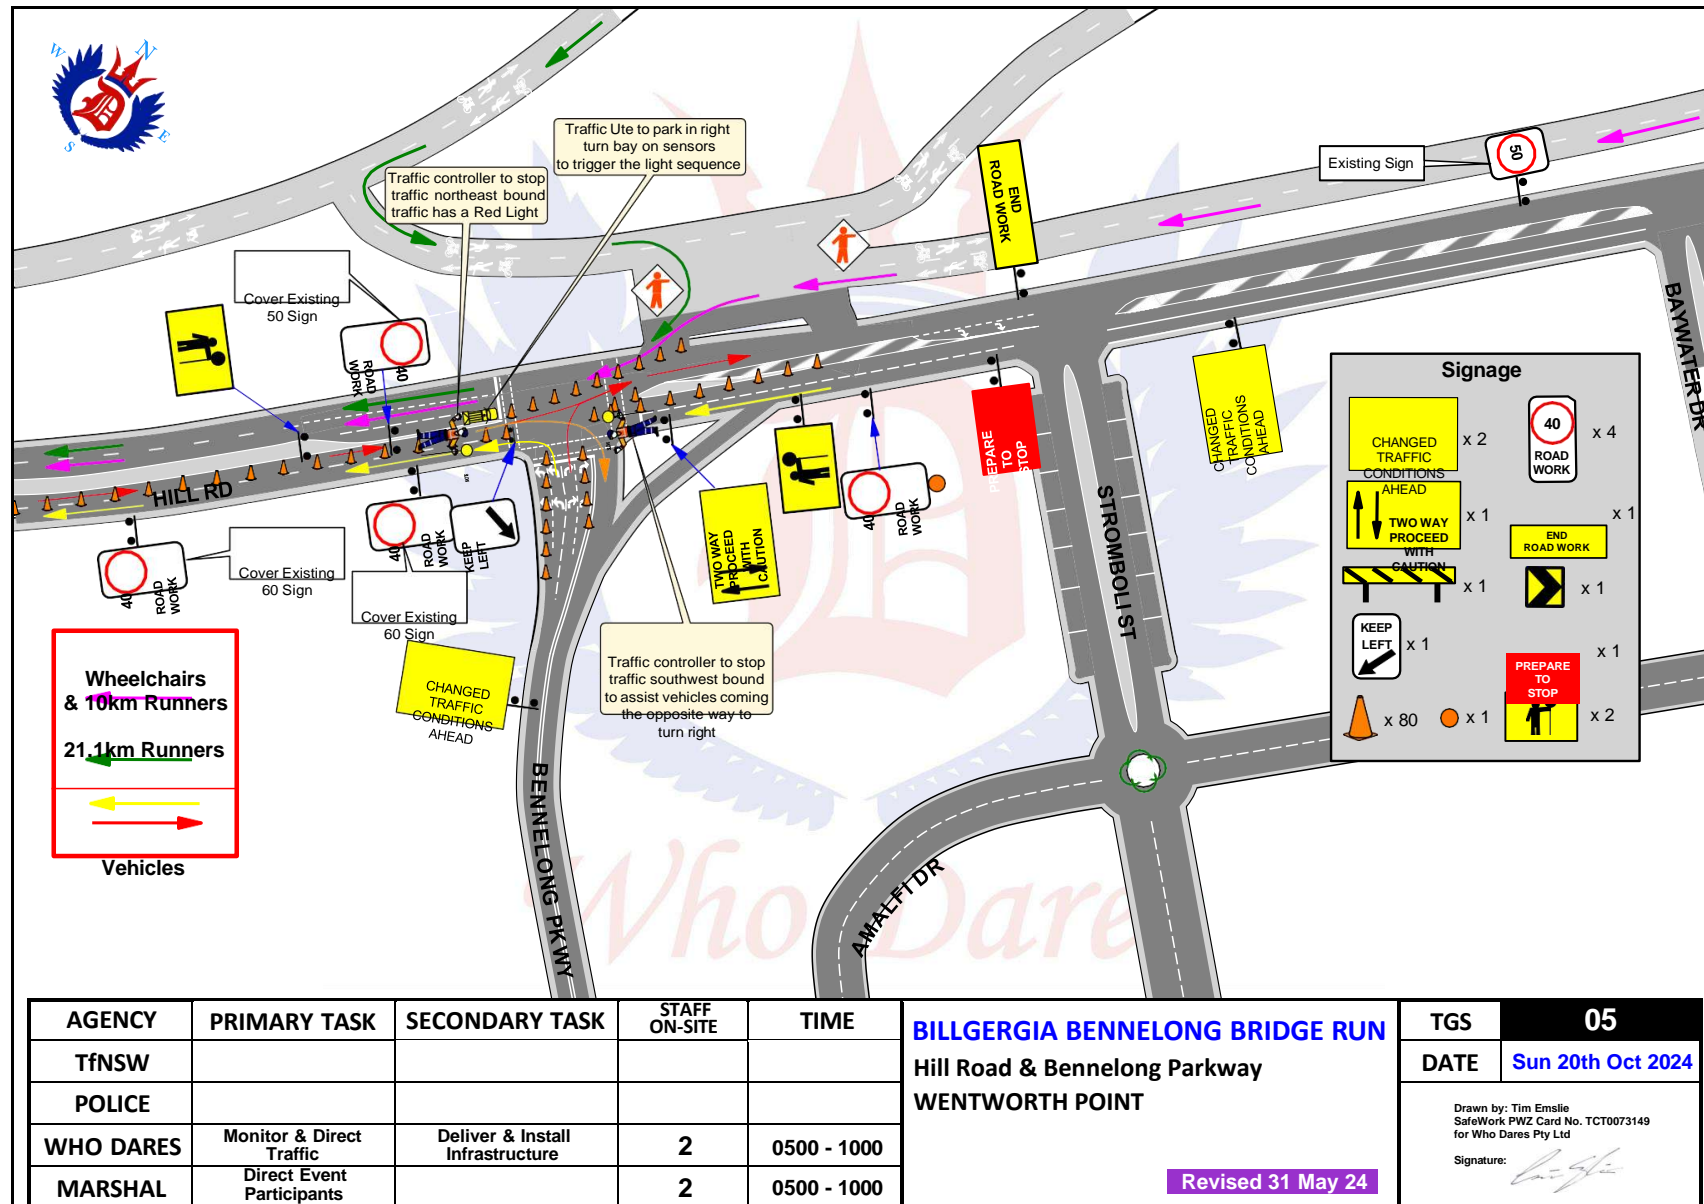 W
N
S
E
Traffic Ute to park in right
turn bay on sensors
to trigger the light sequence
Traffic controller to stop
traffic northeast bound
traffic has a Red Light
Existing Sign
50
END
ROAD WORK
Cover Existing
50 Sign
40
ROAD
WORK
HILL RD
40
ROAD
WORK
Cover Existing
60 Sign
40
ROAD
WORK
KEEP
LEFT
Cover Existing
60 Sign
TWO WAY
PROCEED
WITH
CAUTION
40
ROAD
WORK
PREPARE
TO
STOP
CHANGED
TRAFFIC
CONDITIONS
AHEAD
BAYWATER DR
STROMBOLI ST
CHANGED
TRAFFIC
CONDITIONS
AHEAD
Traffic controller to stop
traffic southwest bound
to assist vehicles coming
the opposite way to
turn right
BENNELONG PKWY
AMALFI DR
Who Dare
Wheelchairs
& 10km Runners
21.1km Runners
Vehicles
Signage
CHANGED
TRAFFIC
CONDITIONS
AHEAD
x 2
40
ROAD
WORK
x 4
TWO WAY
PROCEED
WITH
CAUTION
x 1
END
ROAD WORK
x 1
x 1
x 1
KEEP
LEFT
x 1
PREPARE
TO
STOP
x 1
x 80
x 1
x 2
AGENCY PRIMARY TASK SECONDARY TASK STAFF ON-SITE TIME
TfNSW
POLICE
WHO DARES Monitor & Direct Traffic Deliver & Install Infrastructure 2 0500 - 1000
MARSHAL Direct Event Participants 2 0500 - 1000
BILLGERGIA BENNELONG BRIDGE RUN
Hill Road & Bennelong Parkway
WENTWORTH POINT
Revised 31 May 24
TGS 05
DATE Sun 20th Oct 2024
Drawn by: Tim Emslie
SafeWork PWZ Card No. TCT0073149
for Who Dares Pty Ltd
Signature: